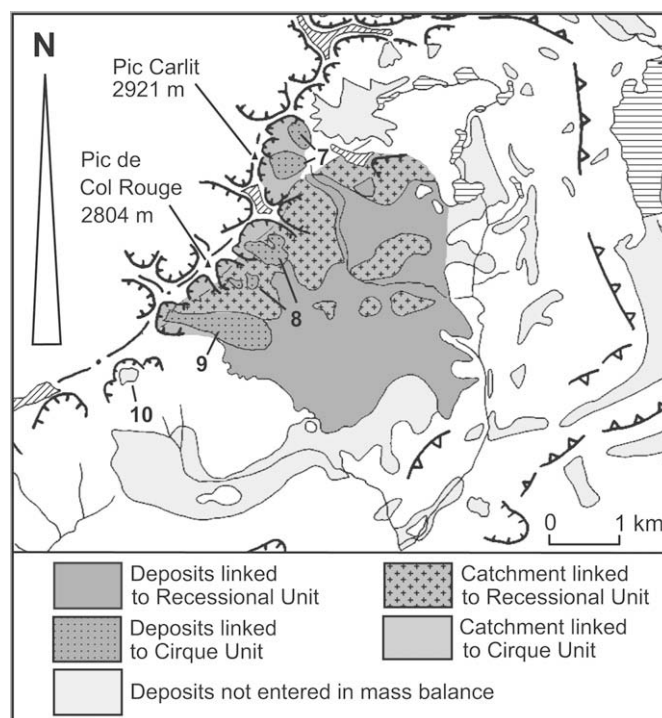 N
Pic Carlit
2921 m
Pic de
Col Rouge
2804 m
7
8
9
10
0 1 km
Deposits linked
to Recessional Unit
Catchment linked
to Recessional Unit
Deposits linked
to Cirque Unit
Catchment linked
to Cirque Unit
Deposits not entered in mass balance